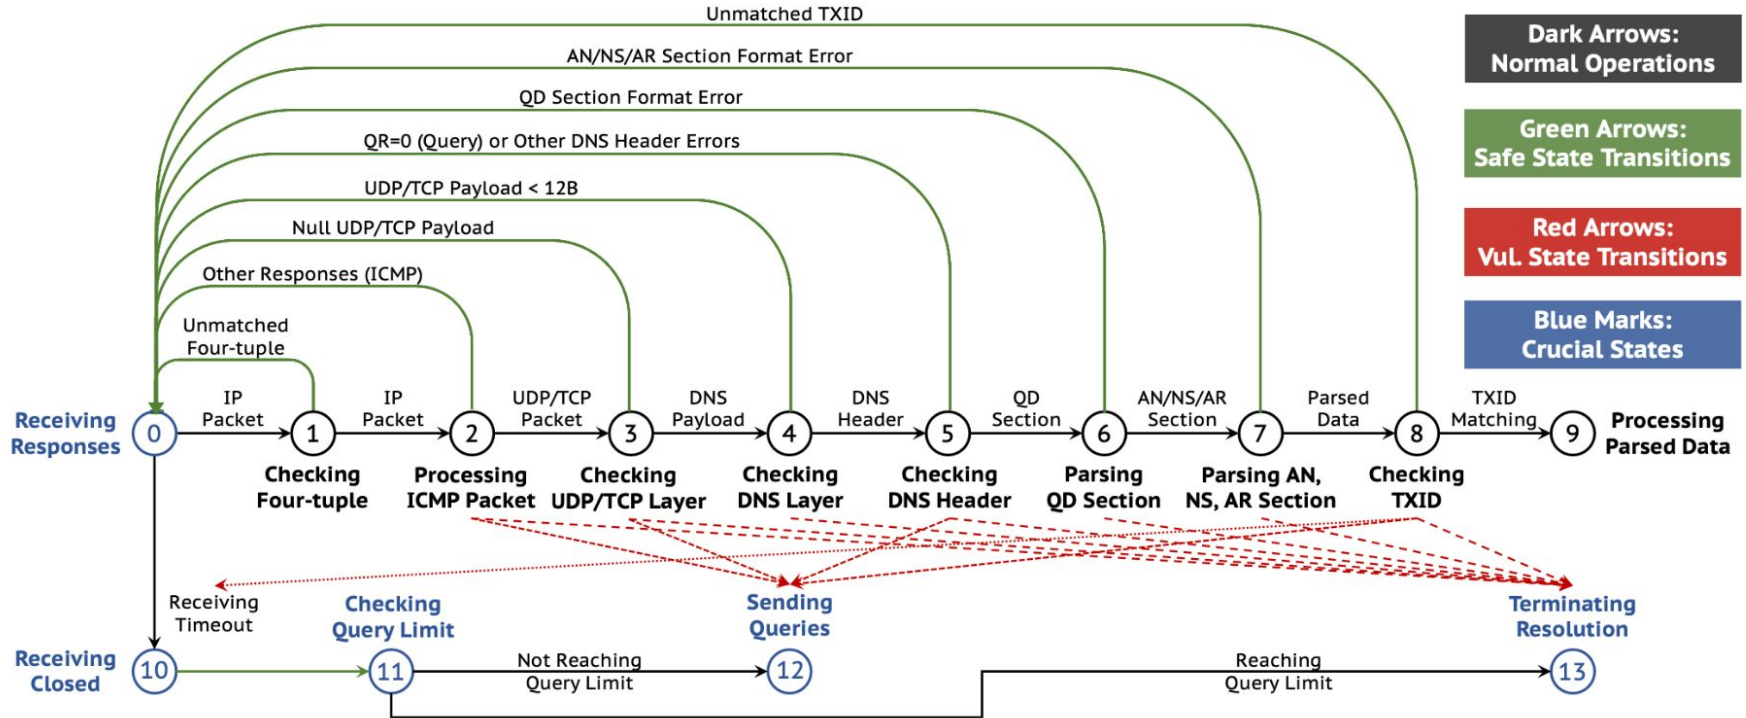 Unmatched TXID
AN/NS/AR Section Format Error
QD Section Format Error
QR=0 (Query) or Other DNS Header Errors
UDP/TCP Payload < 12B
Null UDP/TCP Payload
Other Responses (ICMP)
Unmatched
Four-tuple
Dark Arrows:
Normal Operations
Green Arrows:
Safe State Transitions
Red Arrows:
Vul. State Transitions
Blue Marks:
Crucial States
Receiving
Responses
0
IP
Packet
1
IP
Packet
2
UDP/TCP
Packet
3
DNS
Payload
4
DNS
Header
5
QD
Section
6
AN/NS/AR
Section
7
Parsed
Data
8
TXID
Matching
9
Processing
Parsed Data
Checking
Four-tuple
Processing
ICMP Packet
Checking
UDP/TCP Layer
Checking
DNS Layer
Checking
DNS Header
Parsing
QD Section
Parsing AN,
NS, AR Section
Checking
TXID
Receiving
Timeout
Checking
Query Limit
Sending
Queries
Terminating
Resolution
Receiving
Closed
10
11
Not Reaching
Query Limit
12
Reaching
Query Limit
13